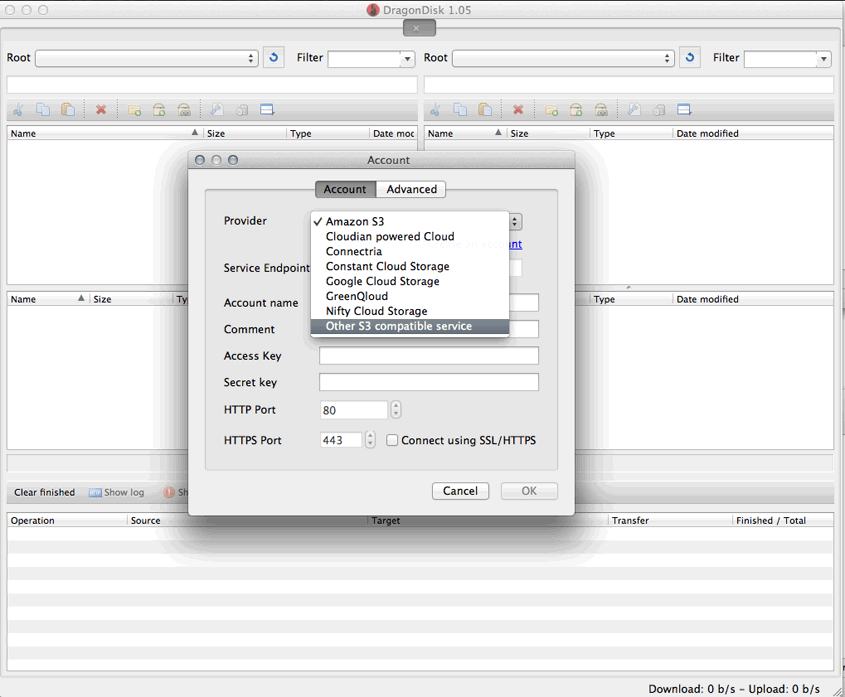 DragonDisk 1.05
Root Filter Root Filter
Name Size Type Date moc Name Size Type Date modified
Account
Account Advanced
Provider
✓ Amazon S3
Cloudian powered Cloud
Connectria
Constant Cloud Storage
Google Cloud Storage
GreenQloud
Nifty Cloud Storage
Other S3 compatible service
Service Endpoint
Name Size Ty Type Date modified
Account name
Comment
Access Key
Secret key
HTTP Port 80
HTTPS Port 443 Connect using SSL/HTTPS
Cancel OK
Clear finished Show log Sh
Operation Source Target Transfer Finished / Total
Download: 0 b/s - Upload: 0 b/s